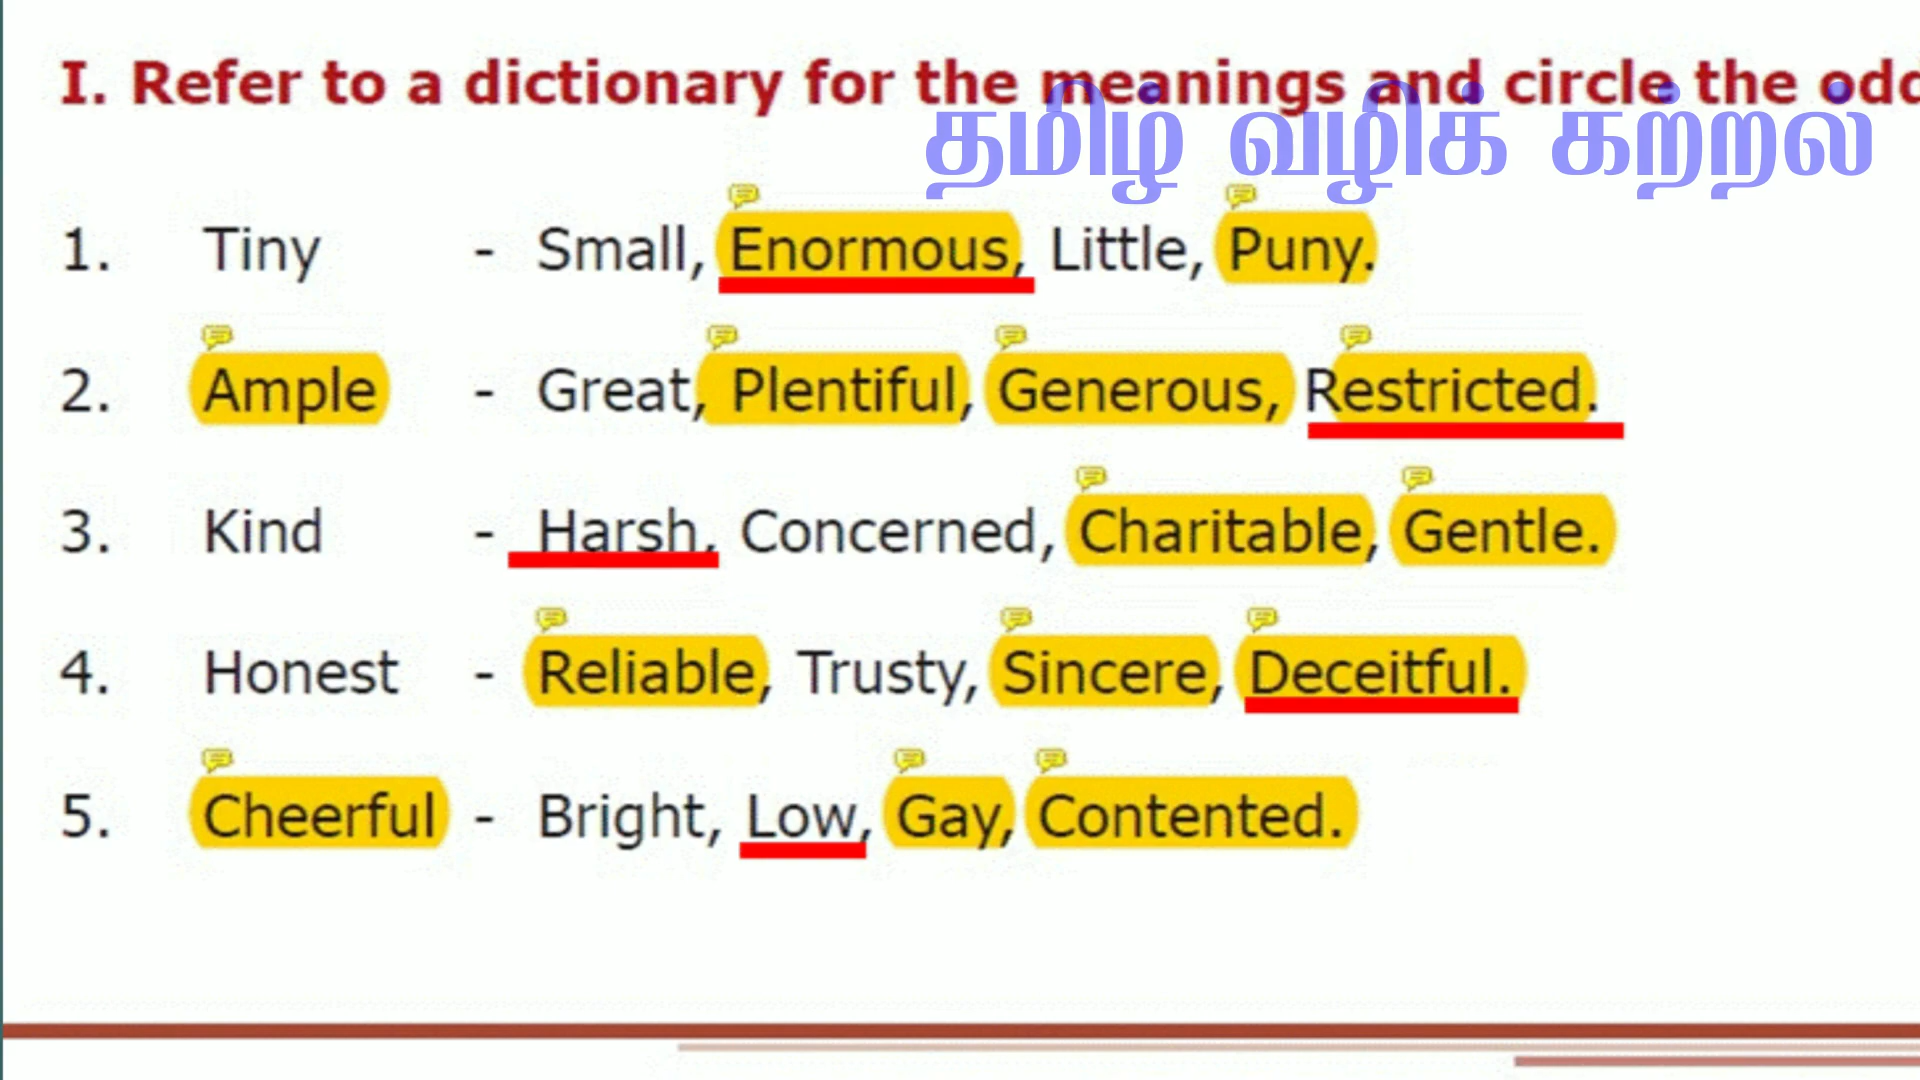 I. Refer to a dictionary for the meanings and circle the odd
தமிழ் வழிக் கற்றல்
1. Tiny - Small, Enormous, Little, Puny.
2. Ample - Great, Plentiful, Generous, Restricted.
3. Kind - Harsh, Concerned, Charitable, Gentle.
4. Honest - Reliable, Trusty, Sincere, Deceitful.
5. Cheerful - Bright, Low, Gay, Contented.